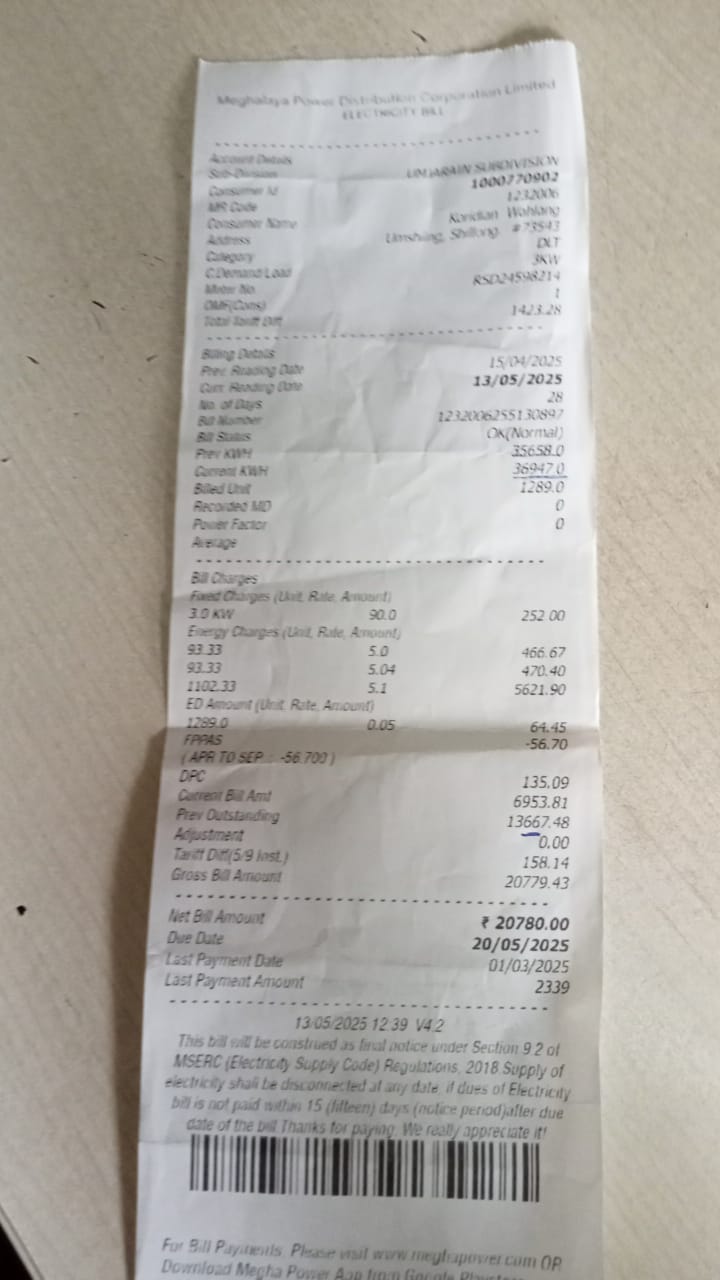 Meghalaya Power Distribution Corporation Limited
ELECTRICITY BILL
Account Details
Sub-Division UMJARAIN SUBDIVISION
Consumer Id 1000770902
MR Code 1232006
Consumer Name Koridian Wohlang
Address Umshing, Shillong #73543
Category DLT
C.Demand/Load 3KW
Meter No RSD24598214
OMF(Cons) 1
Total Tariff Diff 1423.28
Billing Details
Prev. Reading Date 15/04/2025
Curr. Reading Date 13/05/2025
No. of Days 28
Bill Number 1232006255130897
Bill Status OK(Normal)
Prev KWH 35658.0
Current KWH 36947.0
Billed Unit 1289.0
Recorded MD 0
Power Factor 0
Average
Bill Charges
Fixed Charges (Unit, Rate, Amount)
3.0 KW 90.0 252.00
Energy Charges (Unit, Rate, Amount)
93.33 5.0 466.67
93.33 5.04 470.40
1102.33 5.1 5621.90
ED Amount (Unit, Rate, Amount)
1289.0 0.05 64.45
FPPAS -56.70
( APR TO SEP : -56.700 )
DPC 135.09
Current Bill Amt 6953.81
Prev Outstanding 13667.48
Adjustment 0.00
Tariff Diff(5/9 Inst.) 158.14
Gross Bill Amount 20779.43
Net Bill Amount ₹ 20780.00
Due Date 20/05/2025
Last Payment Date 01/03/2025
Last Payment Amount 2339
13/05/2025 12:39 V4.2
This bill will be construed as final notice under Section 9.2 of
MSERC (Electricity Supply Code) Regulations, 2018.Supply of
electricity shall be disconnected at any date, if dues of Electricity
bill is not paid within 15 (fifteen) days (notice period)after due
date of the bill.Thanks for paying. We really appreciate it!
For Bill Payments, Please visit www.meghapower.com OR
Download Megha Power App from Google Playstore